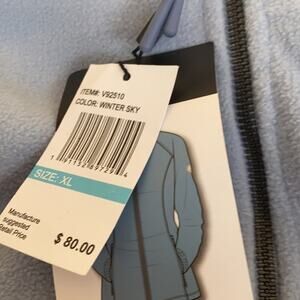 ITEM#: V92510
COLOR: WINTER SKY
SIZE: XL
Manufacture
suggested
Retail Price
$ 80.00